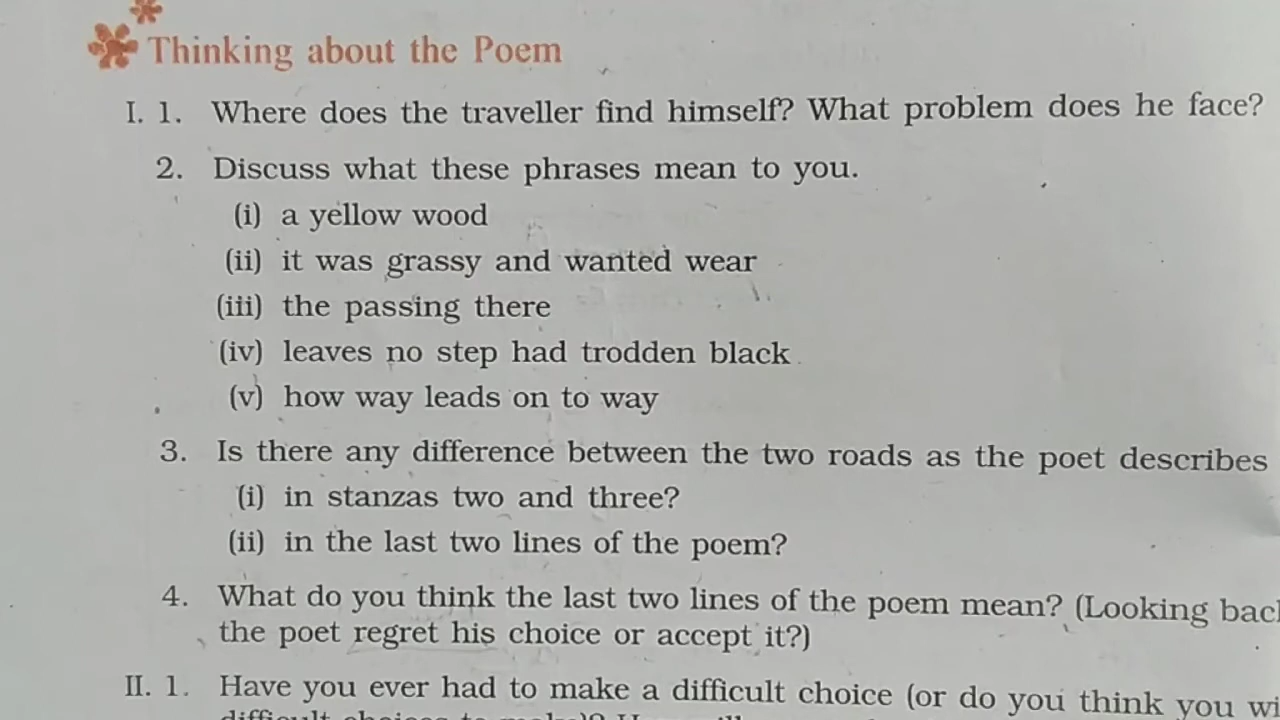 Thinking about the Poem
I. 1. Where does the traveller find himself? What problem does he face?
2. Discuss what these phrases mean to you.
(i) a yellow wood
(ii) it was grassy and wanted wear
(iii) the passing there
(iv) leaves no step had trodden black
(v) how way leads on to way
3. Is there any difference between the two roads as the poet describes
(i) in stanzas two and three?
(ii) in the last two lines of the poem?
4. What do you think the last two lines of the poem mean? (Looking
the poet regret his choice or accept it?)
II. 1. Have you ever had to make a difficult choice (or do you think you
difficult choices to